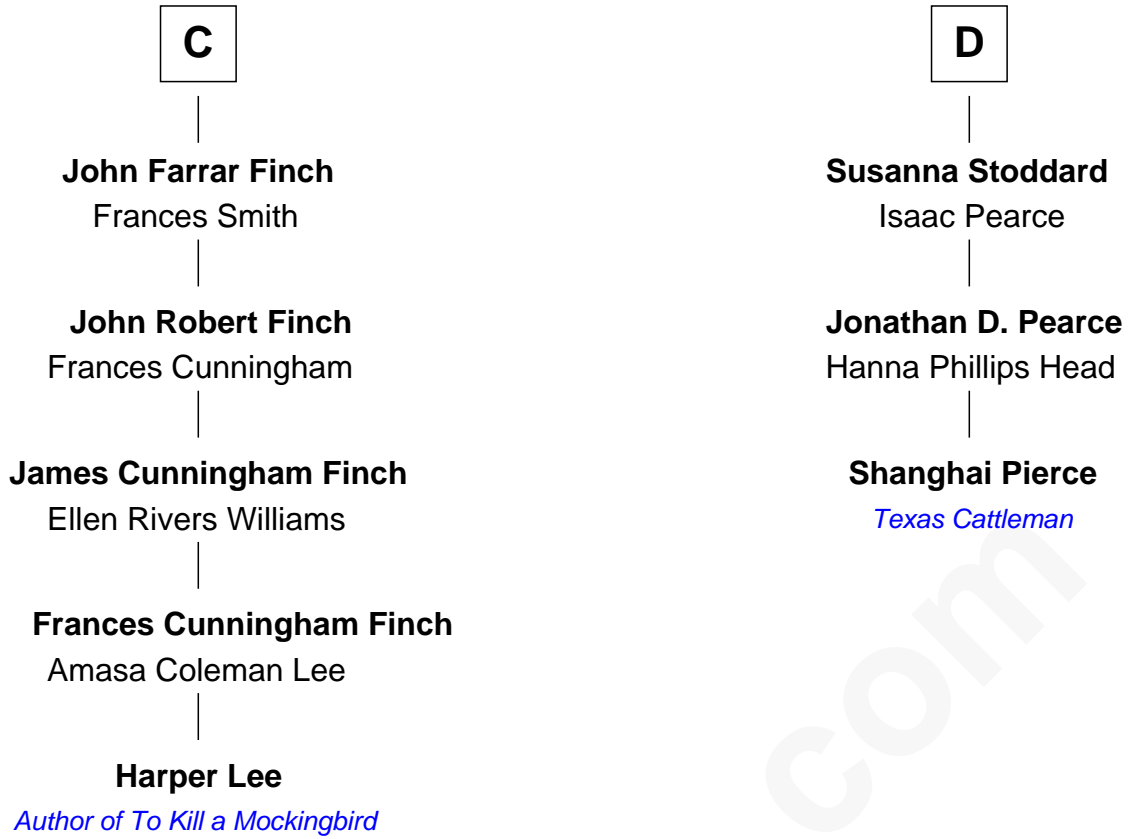 C
John Farrar Finch
Frances Smith
John Robert Finch
Frances Cunningham
James Cunningham Finch
Ellen Rivers Williams
Frances Cunningham Finch
Amasa Coleman Lee
Harper Lee
Author of To Kill a Mockingbird
D
Susanna Stoddard
Isaac Pearce
Jonathan D. Pearce
Hanna Phillips Head
Shanghai Pierce
Texas Cattleman
com